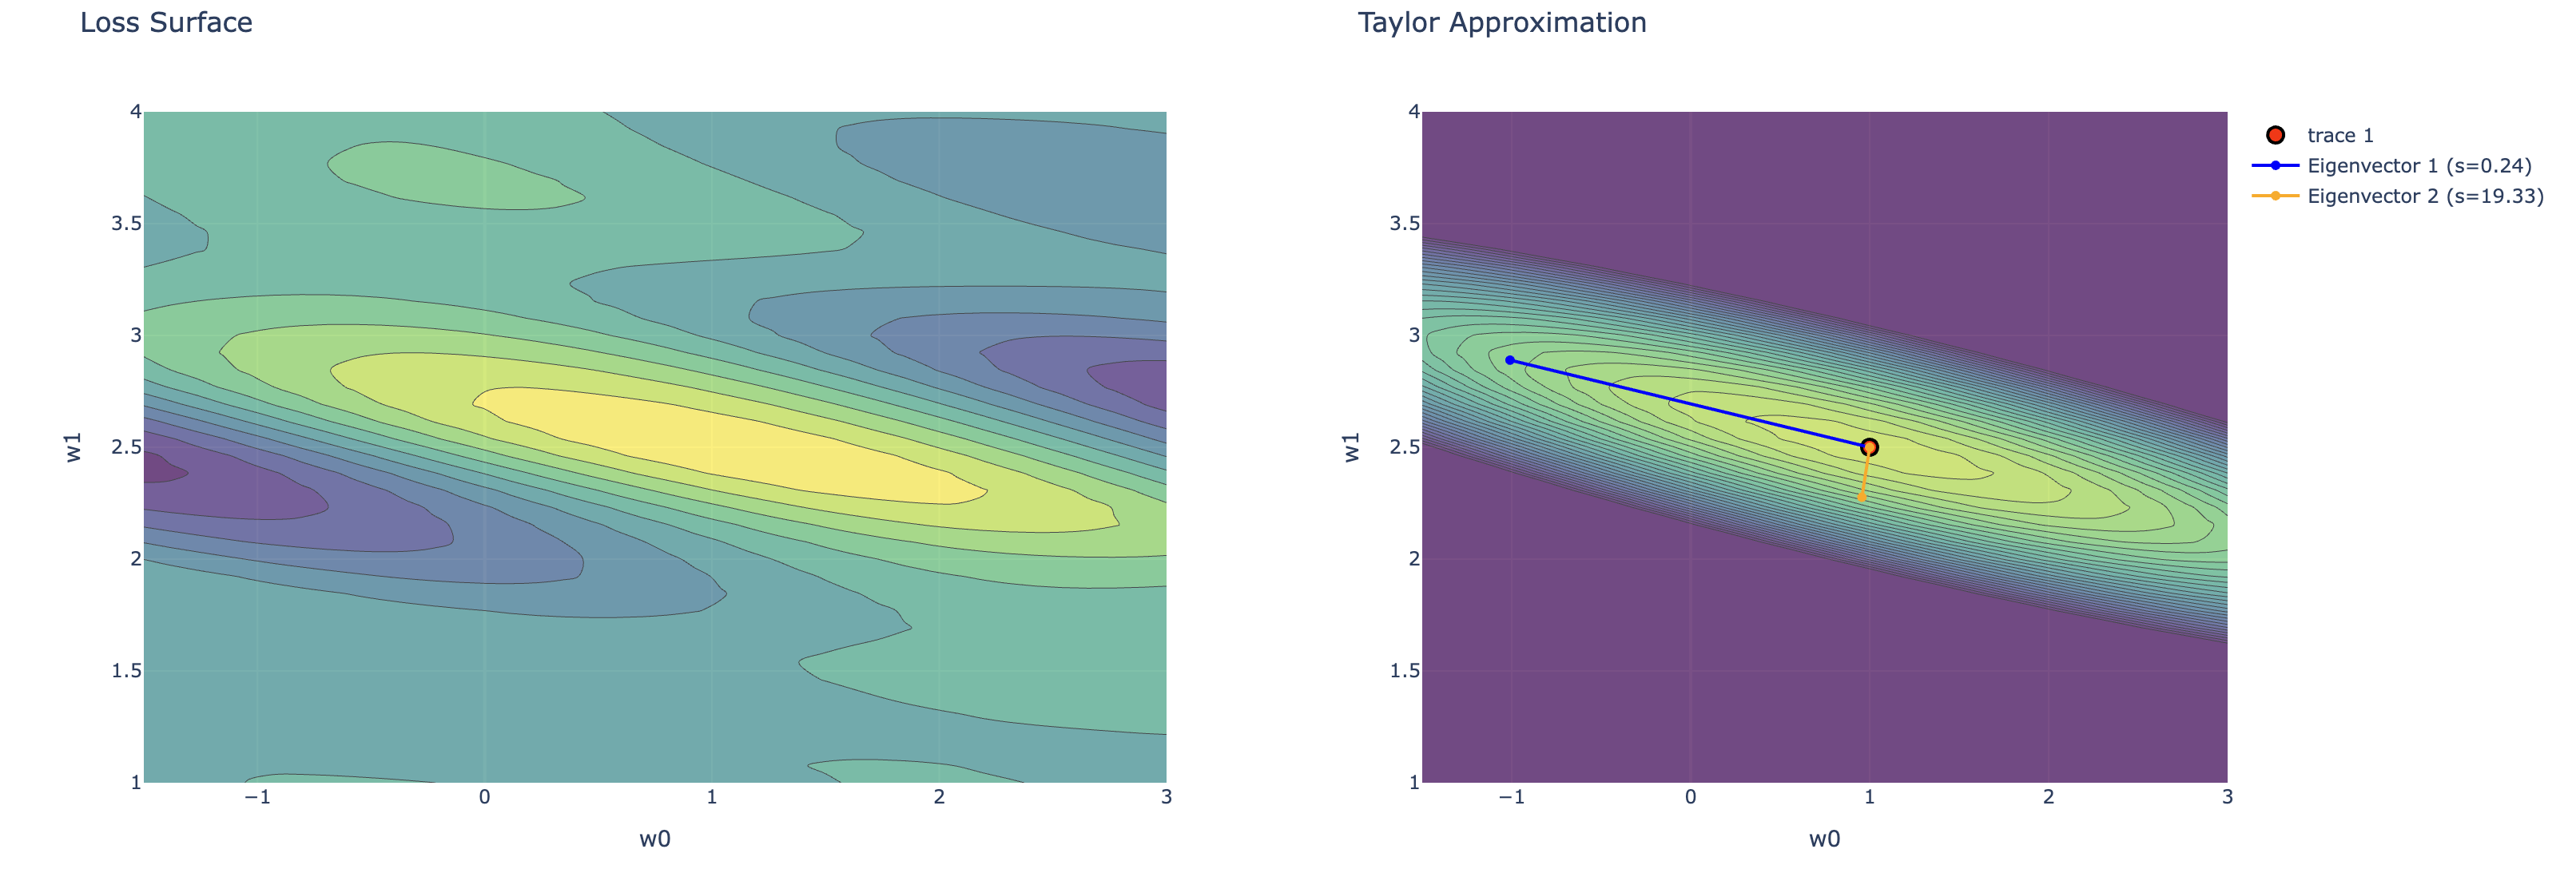 Loss Surface
4
3.5
3
2.5
2
1.5
1
−1
0
1
2
3
w1
w0
Taylor Approximation
4
3.5
3
2.5
2
1.5
1
−1
0
1
2
3
w1
w0
trace 1
Eigenvector 1 (s=0.24)
Eigenvector 2 (s=19.33)